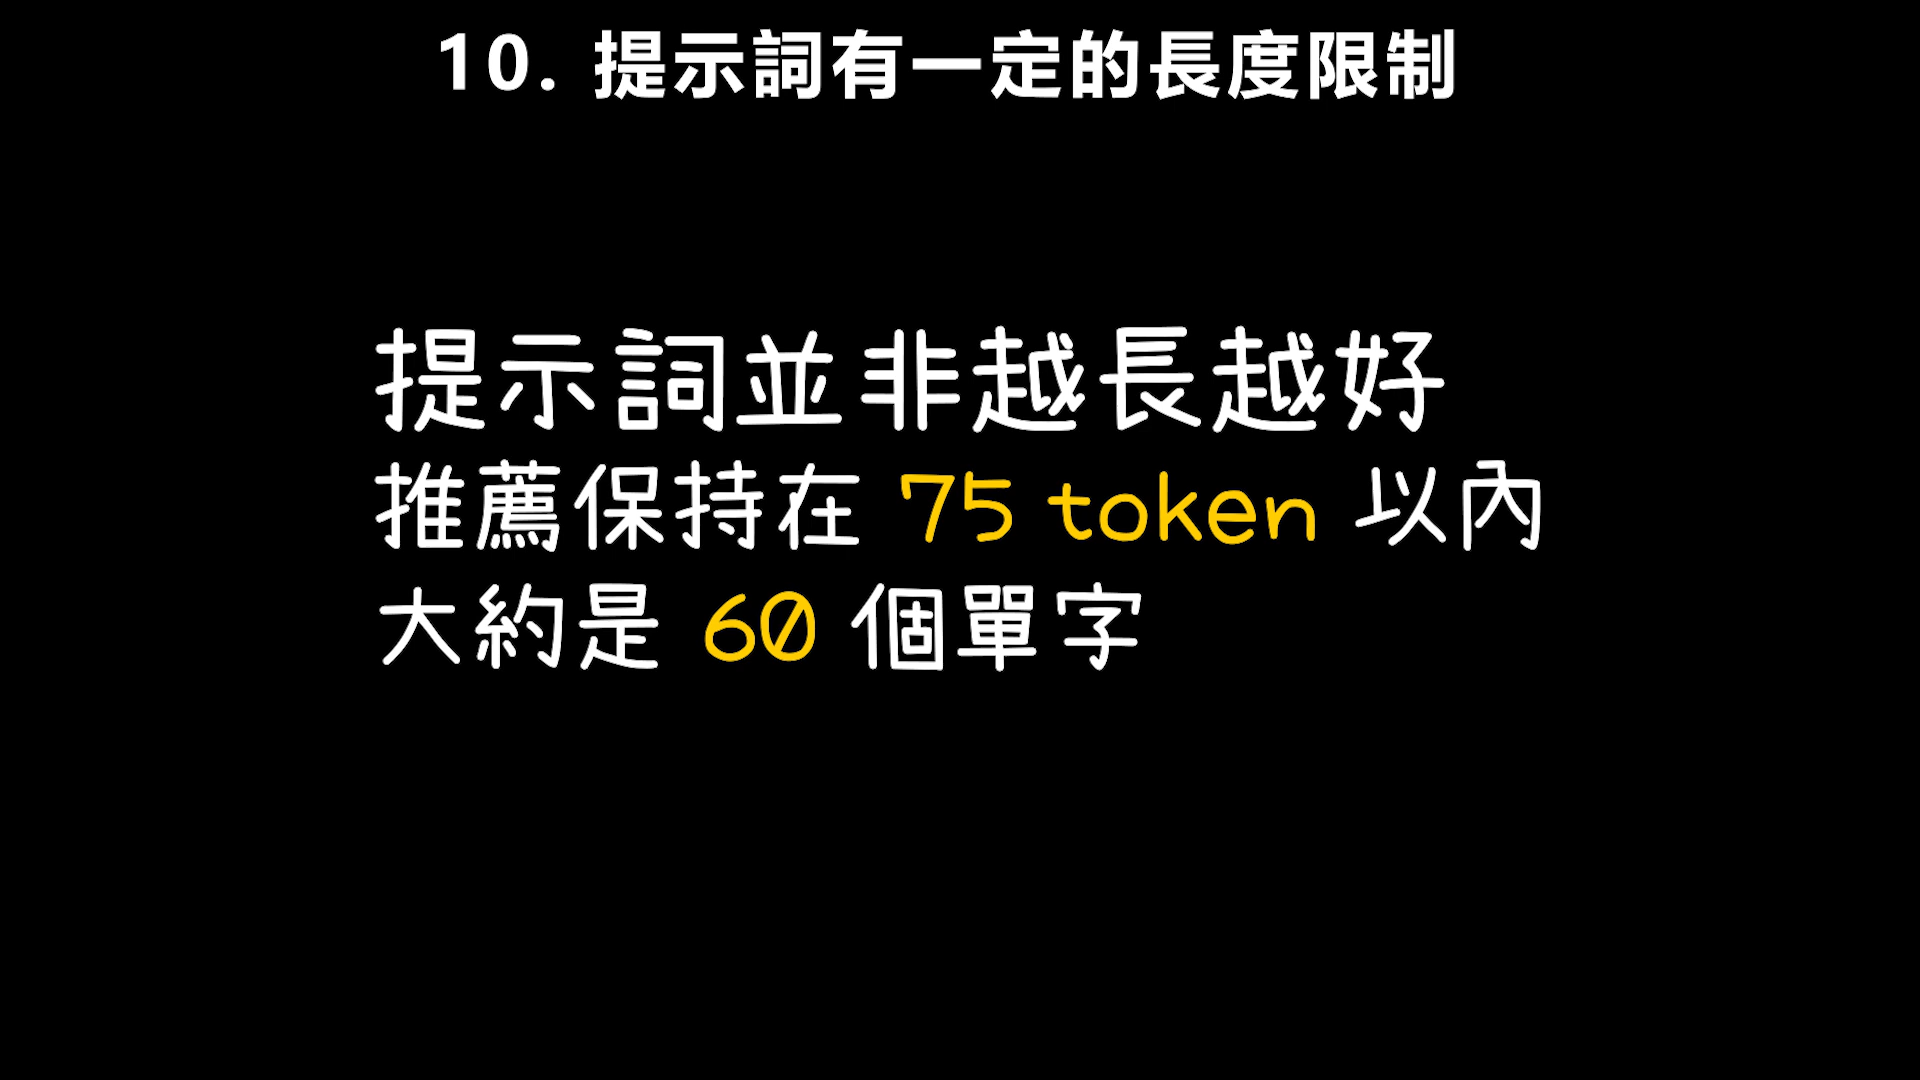 10. 提示詞有一定的長度限制
提示詞並非越長越好
推薦保持在 75 token 以內
大約是 60 個單字